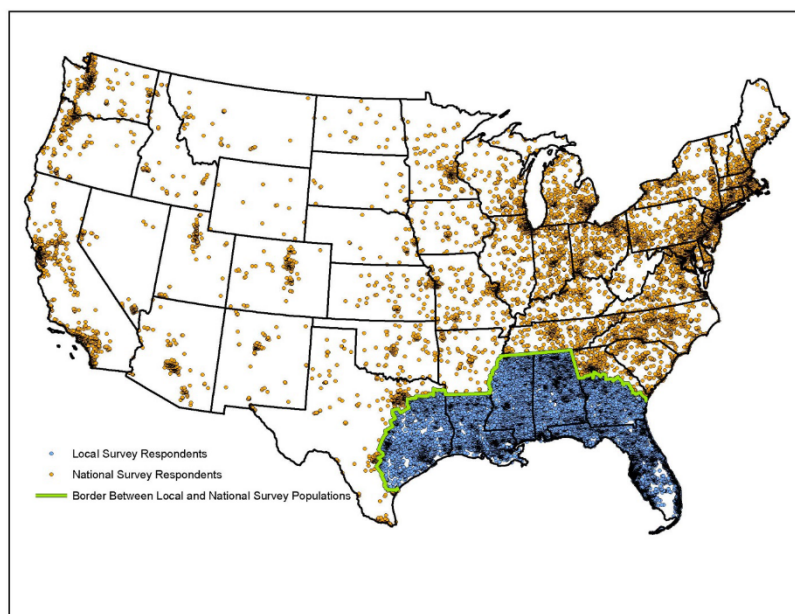 Local Survey Respondents
National Survey Respondents
Border Between Local and National Survey Populations